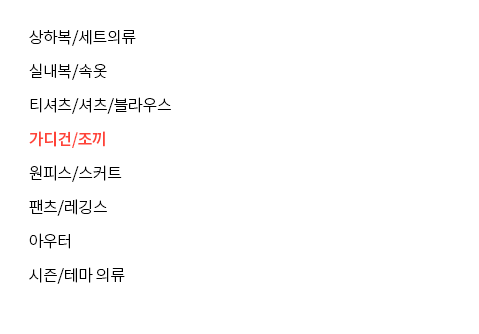 상하복/세트의류
실내복/속옷
티셔츠/셔츠/블라우스
가디건/조끼
원피스/스커트
팬츠/레깅스
아우터
시즌/테마 의류